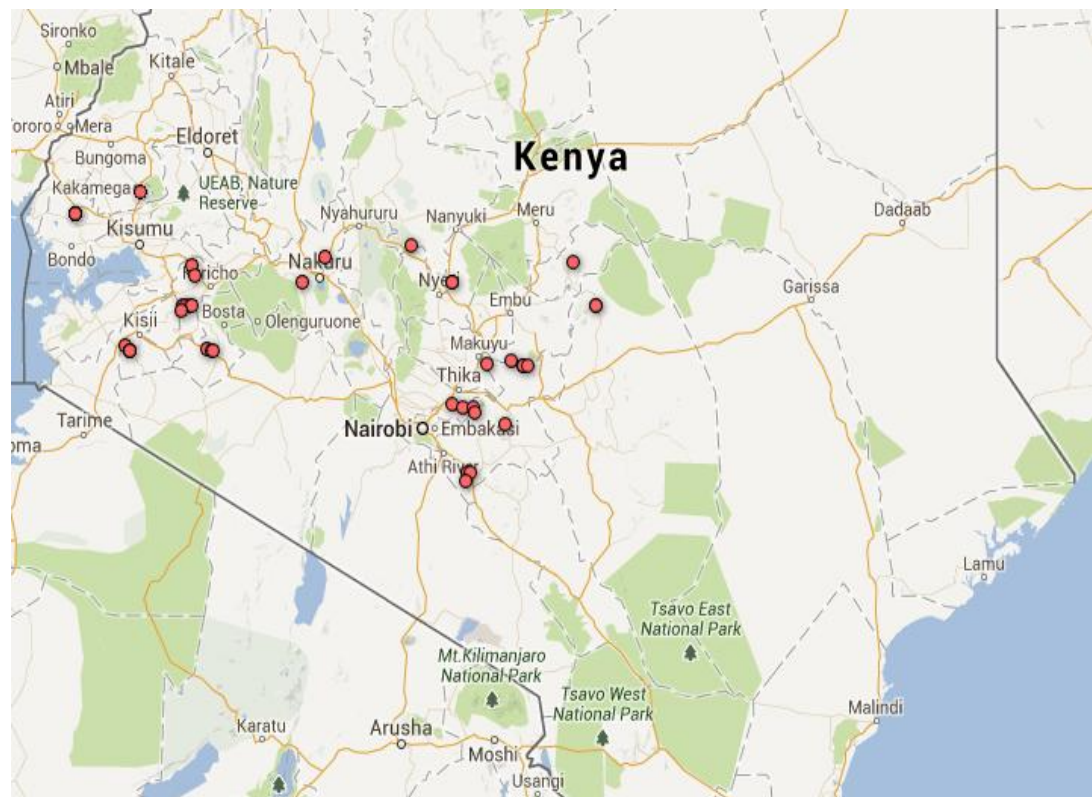 Sironko
Mbale
Kitale
Atiri
ororo
Mera
Eldoret
Bungoma
Kenya
Kakamega
UEAB, Nature
Reserve
Nyahururu
Nanyuki
Meru
Dadaab
Kisumu
Bondo
Nakuru
Garissa
Nyeri
Embu
Bosta
Olenguruone
Kisii
Makuyu
Thika
Tarime
Nairobi
Embakasi
oma
Athi River
Lamu
Tsavo East
National Park
Mt.Kilimanjaro
National Park
Tsavo West
National Park
Malindi
Karatu
Arusha
Moshi
Usangi